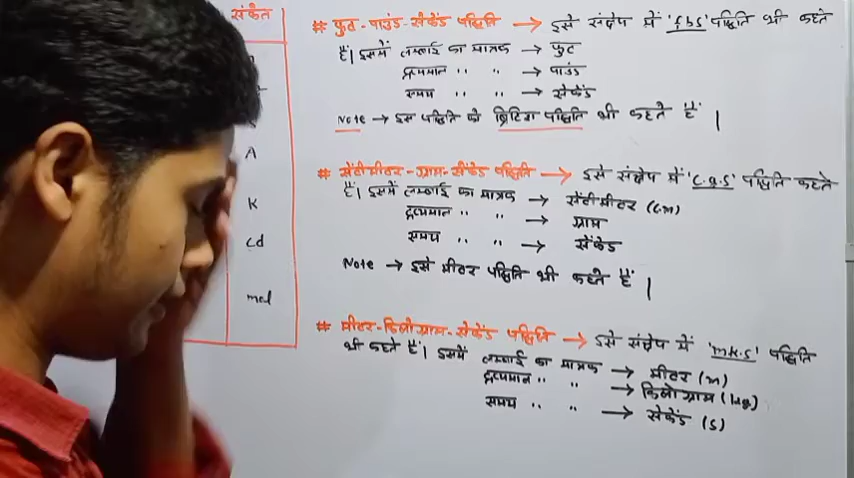 संकेत
A
K
cd
mol
# फुट-पाउंड-सेकेंड पद्धति → इसे संक्षेप में 'f.P.S' पद्धति भी कहते
हैं। इसमें लम्बाई का मात्रक → फुट
द्रव्यमान " " → पाउंड
समय " " → सेकेंड
Note → इस पद्धति को ब्रिटिश पद्धति भी कहते हैं |
# सेंटीमीटर-ग्राम-सेकेंड पद्धति → इसे संक्षेप में 'C.G.S' पद्धति कहते
हैं। इसमें लम्बाई का मात्रक → सेंटीमीटर (cm)
द्रव्यमान " " → ग्राम
समय " " → सेकेंड
Note → इसे मीटर पद्धति भी कहते हैं |
# मीटर-किलोग्राम-सेकेंड पद्धति → इसे संक्षेप में 'm.K.S' पद्धति
भी कहते हैं। इसमें लम्बाई का मात्रक → मीटर (m)
द्रव्यमान " " → किलोग्राम (kg)
समय " " → सेकेंड (s)